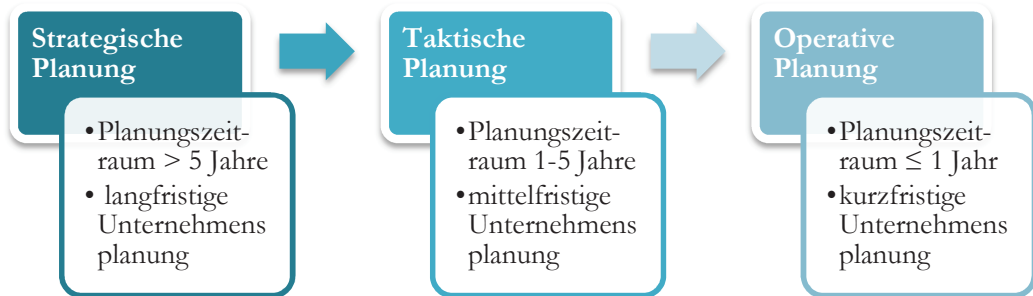 Strategische
Planung
•Planungszeit-
raum > 5 Jahre
• langfristige
Unternehmens
planung
Taktische
Planung
•Planungszeit-
raum 1-5 Jahre
•mittelfristige
Unternehmens
planung
Operative
Planung
•Planungszeit-
raum ≤ 1 Jahr
•kurzfristige
Unternehmens
planung